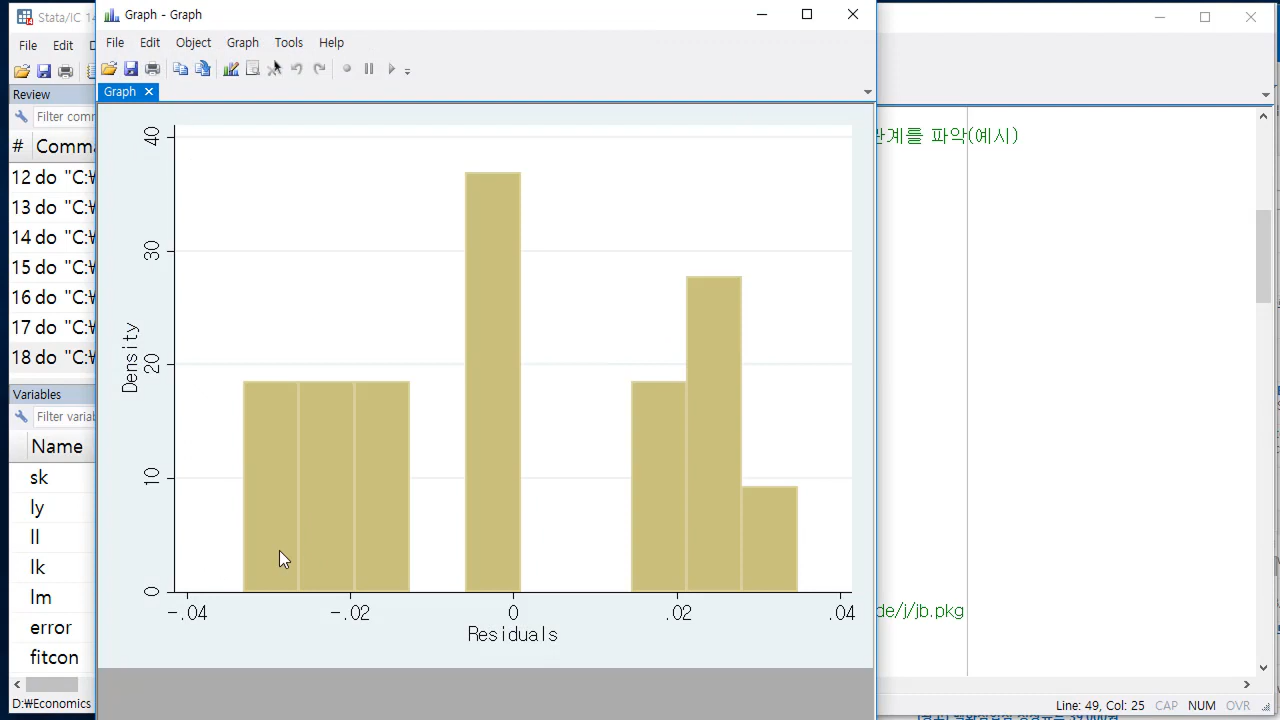 Stata/IC 14
Graph - Graph
File Edit
File Edit Object Graph Tools Help
Graph
Review
Filter comm
# Comma
12 do "C:₩
13 do "C:₩
14 do "C:₩
15 do "C:₩
16 do "C:₩
17 do "C:₩
18 do "C:₩
Variables
Filter variab
Name
sk
ly
ll
lk
lm
error
fitcon
D:₩Economics
40
30
20
10
0
Density
-.04 -.02 0 .02 .04
Residuals
관계를 파악(예시)
de/j/jb.pkg
Line: 49, Col: 25 CAP NUM OVR